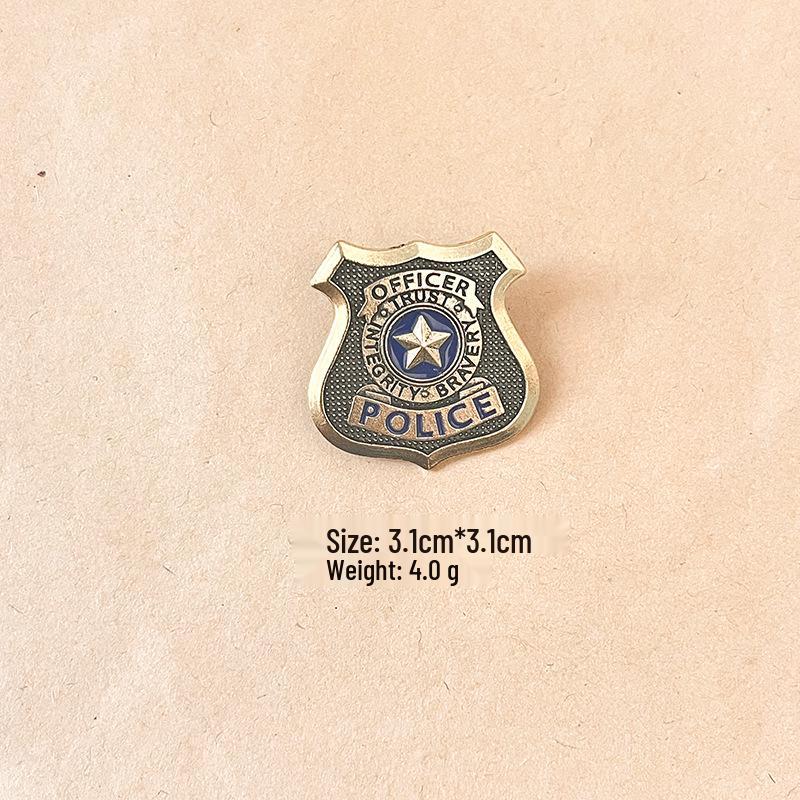 OFFICER
TRUST
INTEGRITY
BRAVERY
POLICE
Size: 3.1cm*3.1cm
Weight: 4.0 g